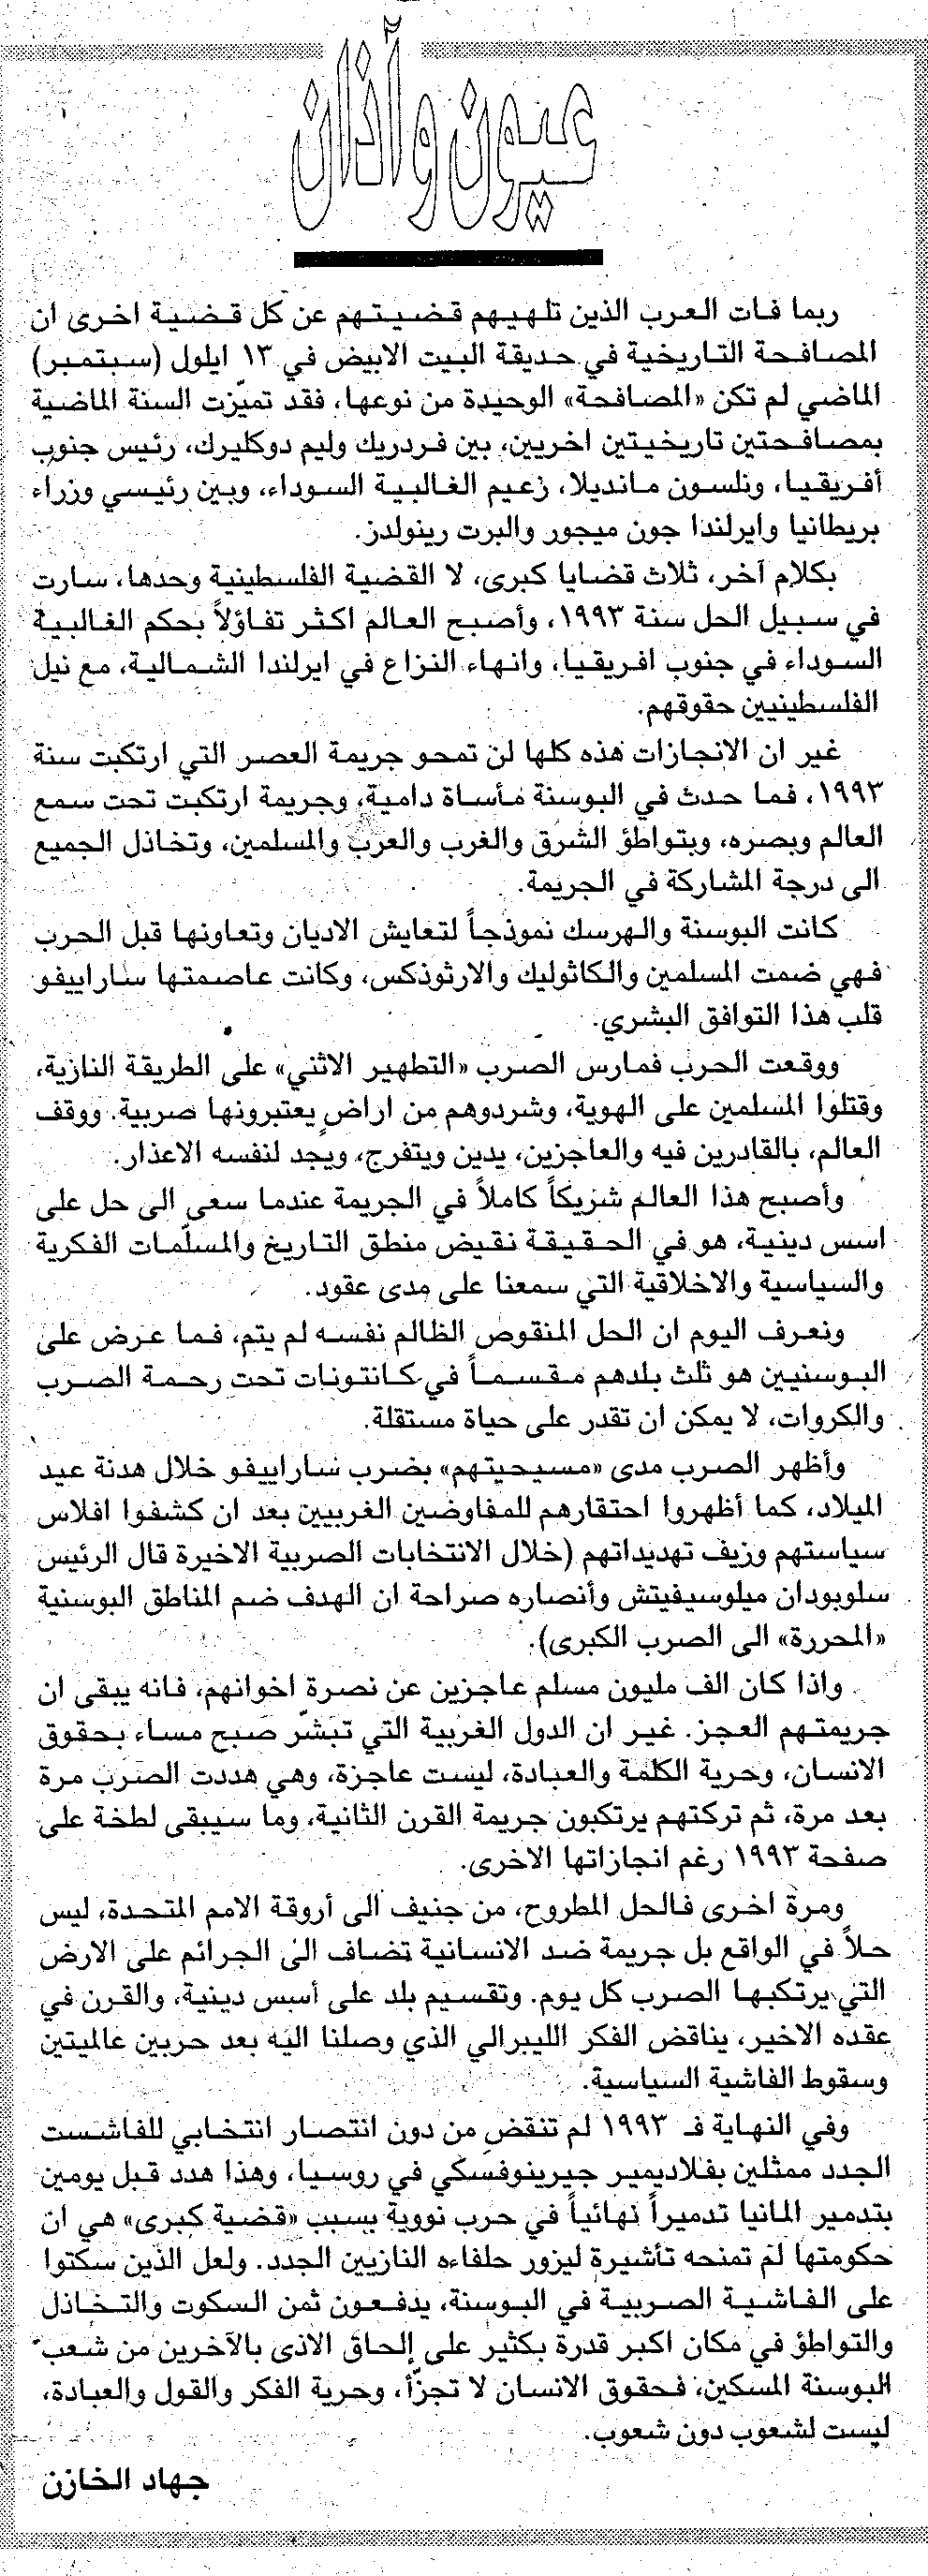 عيون وآذان
ربما فات العرب الذين تلهيهم قضيتهم عن كل قضية اخرى ان
المصافحة التاريخية في حديقة البيت الابيض في ١٣ ايلول (سبتمبر)
الماضي لم تكن «المصافحة» الوحيدة من نوعها، فقد تميّزت السنة الماضية
بمصافحتين تاريخيتين اخريين، بين فردريك وليم دوكليرك، رئيس جنوب
أفريقيا، ونلسون مانديلا، زعيم الغالبية السوداء، وبين رئيسي وزراء
بريطانيا وايرلندا جون ميجور والبرت رينولدز.
بكلام آخر، ثلاث قضايا كبرى، لا القضية الفلسطينية وحدها، سارت
في سبيل الحل سنة ١٩٩٣، وأصبح العالم اكثر تفاؤلاً بحكم الغالبية
السوداء في جنوب افريقيا، وانهاء النزاع في ايرلندا الشمالية، مع نيل
الفلسطينيين حقوقهم.
غير ان الانجازات هذه كلها لن تمحو جريمة العصر التي ارتكبت سنة
١٩٩٣، فما حدث في البوسنة مأساة دامية، وجريمة ارتكبت تحت سمع
العالم وبصره، وبتواطؤ الشرق والغرب والعرب والمسلمين، وتخاذل الجميع
الى درجة المشاركة في الجريمة.
كانت البوسنة والهرسك نموذجاً لتعايش الاديان وتعاونها قبل الحرب
فهي ضمت المسلمين والكاثوليك والارثوذكس، وكانت عاصمتها ساراييفو
قلب هذا التوافق البشري.
ووقعت الحرب فمارس الصرب «التطهير الاثني» على الطريقة النازية،
وقتلوا المسلمين على الهوية، وشردوهم من اراضٍ يعتبرونها صربية. ووقف
العالم، بالقادرين فيه والعاجزين، يدين ويتفرج، ويجد لنفسه الاعذار.
وأصبح هذا العالم شريكاً كاملاً في الجريمة عندما سعى الى حل على
اسس دينية، هو في الحقيقة نقيض منطق التاريخ والمسلّمات الفكرية
والسياسية والاخلاقية التي سمعنا على مدى عقود.
ونعرف اليوم ان الحل المنقوص الظالم نفسه لم يتم، فما عرض على
البوسنيين هو ثلث بلدهم مقسماً في كانتونات تحت رحمة الصرب
والكروات، لا يمكن ان تقدر على حياة مستقلة.
وأظهر الصرب مدى «مسيحيتهم» بضرب ساراييفو خلال هدنة عيد
الميلاد، كما أظهروا احتقارهم للمفاوضين الغربيين بعد ان كشفوا افلاس
سياستهم وزيف تهديداتهم (خلال الانتخابات الصربية الاخيرة قال الرئيس
سلوبودان ميلوسيفيتش وأنصاره صراحة ان الهدف ضم المناطق البوسنية
«المحررة» الى الصرب الكبرى).
واذا كان الف مليون مسلم عاجزين عن نصرة اخوانهم، فانه يبقى ان
جريمتهم العجز. غير ان الدول الغربية التي تبشّر صبح مساء بحقوق
الانسان، وحرية الكلمة والعبادة، ليست عاجزة، وهي هددت الصرب مرة
بعد مرة، ثم تركتهم يرتكبون جريمة القرن الثانية، وما سيبقى لطخة على
صفحة ١٩٩٣ رغم انجازاتها الاخرى.
ومرة اخرى فالحل المطروح، من جنيف الى أروقة الامم المتحدة، ليس
حلاً في الواقع بل جريمة ضد الانسانية تضاف الى الجرائم على الارض
التي يرتكبها الصرب كل يوم. وتقسيم بلد على أسس دينية، والقرن في
عقده الاخير، يناقض الفكر الليبرالي الذي وصلنا اليه بعد حربين عالميتين
وسقوط الفاشية السياسية.
وفي النهاية فـ ١٩٩٣ لم تنقض من دون انتصار انتخابي للفاشست
الجدد ممثلين بفلاديمير جيرينوفسكي في روسيا، وهذا هدد قبل يومين
بتدمير المانيا تدميراً نهائياً في حرب نووية بسبب «قضية كبرى» هي ان
حكومتها لم تمنحه تأشيرة ليزور حلفاءه النازيين الجدد. ولعل الذين سكتوا
على الفاشية الصربية في البوسنة، يدفعون ثمن السكوت والتخاذل
والتواطؤ في مكان اكبر قدرة بكثير على إلحاق الاذى بالآخرين من شعب
البوسنة المسكين، فحقوق الانسان لا تجزّأ، وحرية الفكر والقول والعبادة،
ليست لشعوب دون شعوب.
جهاد الخازن